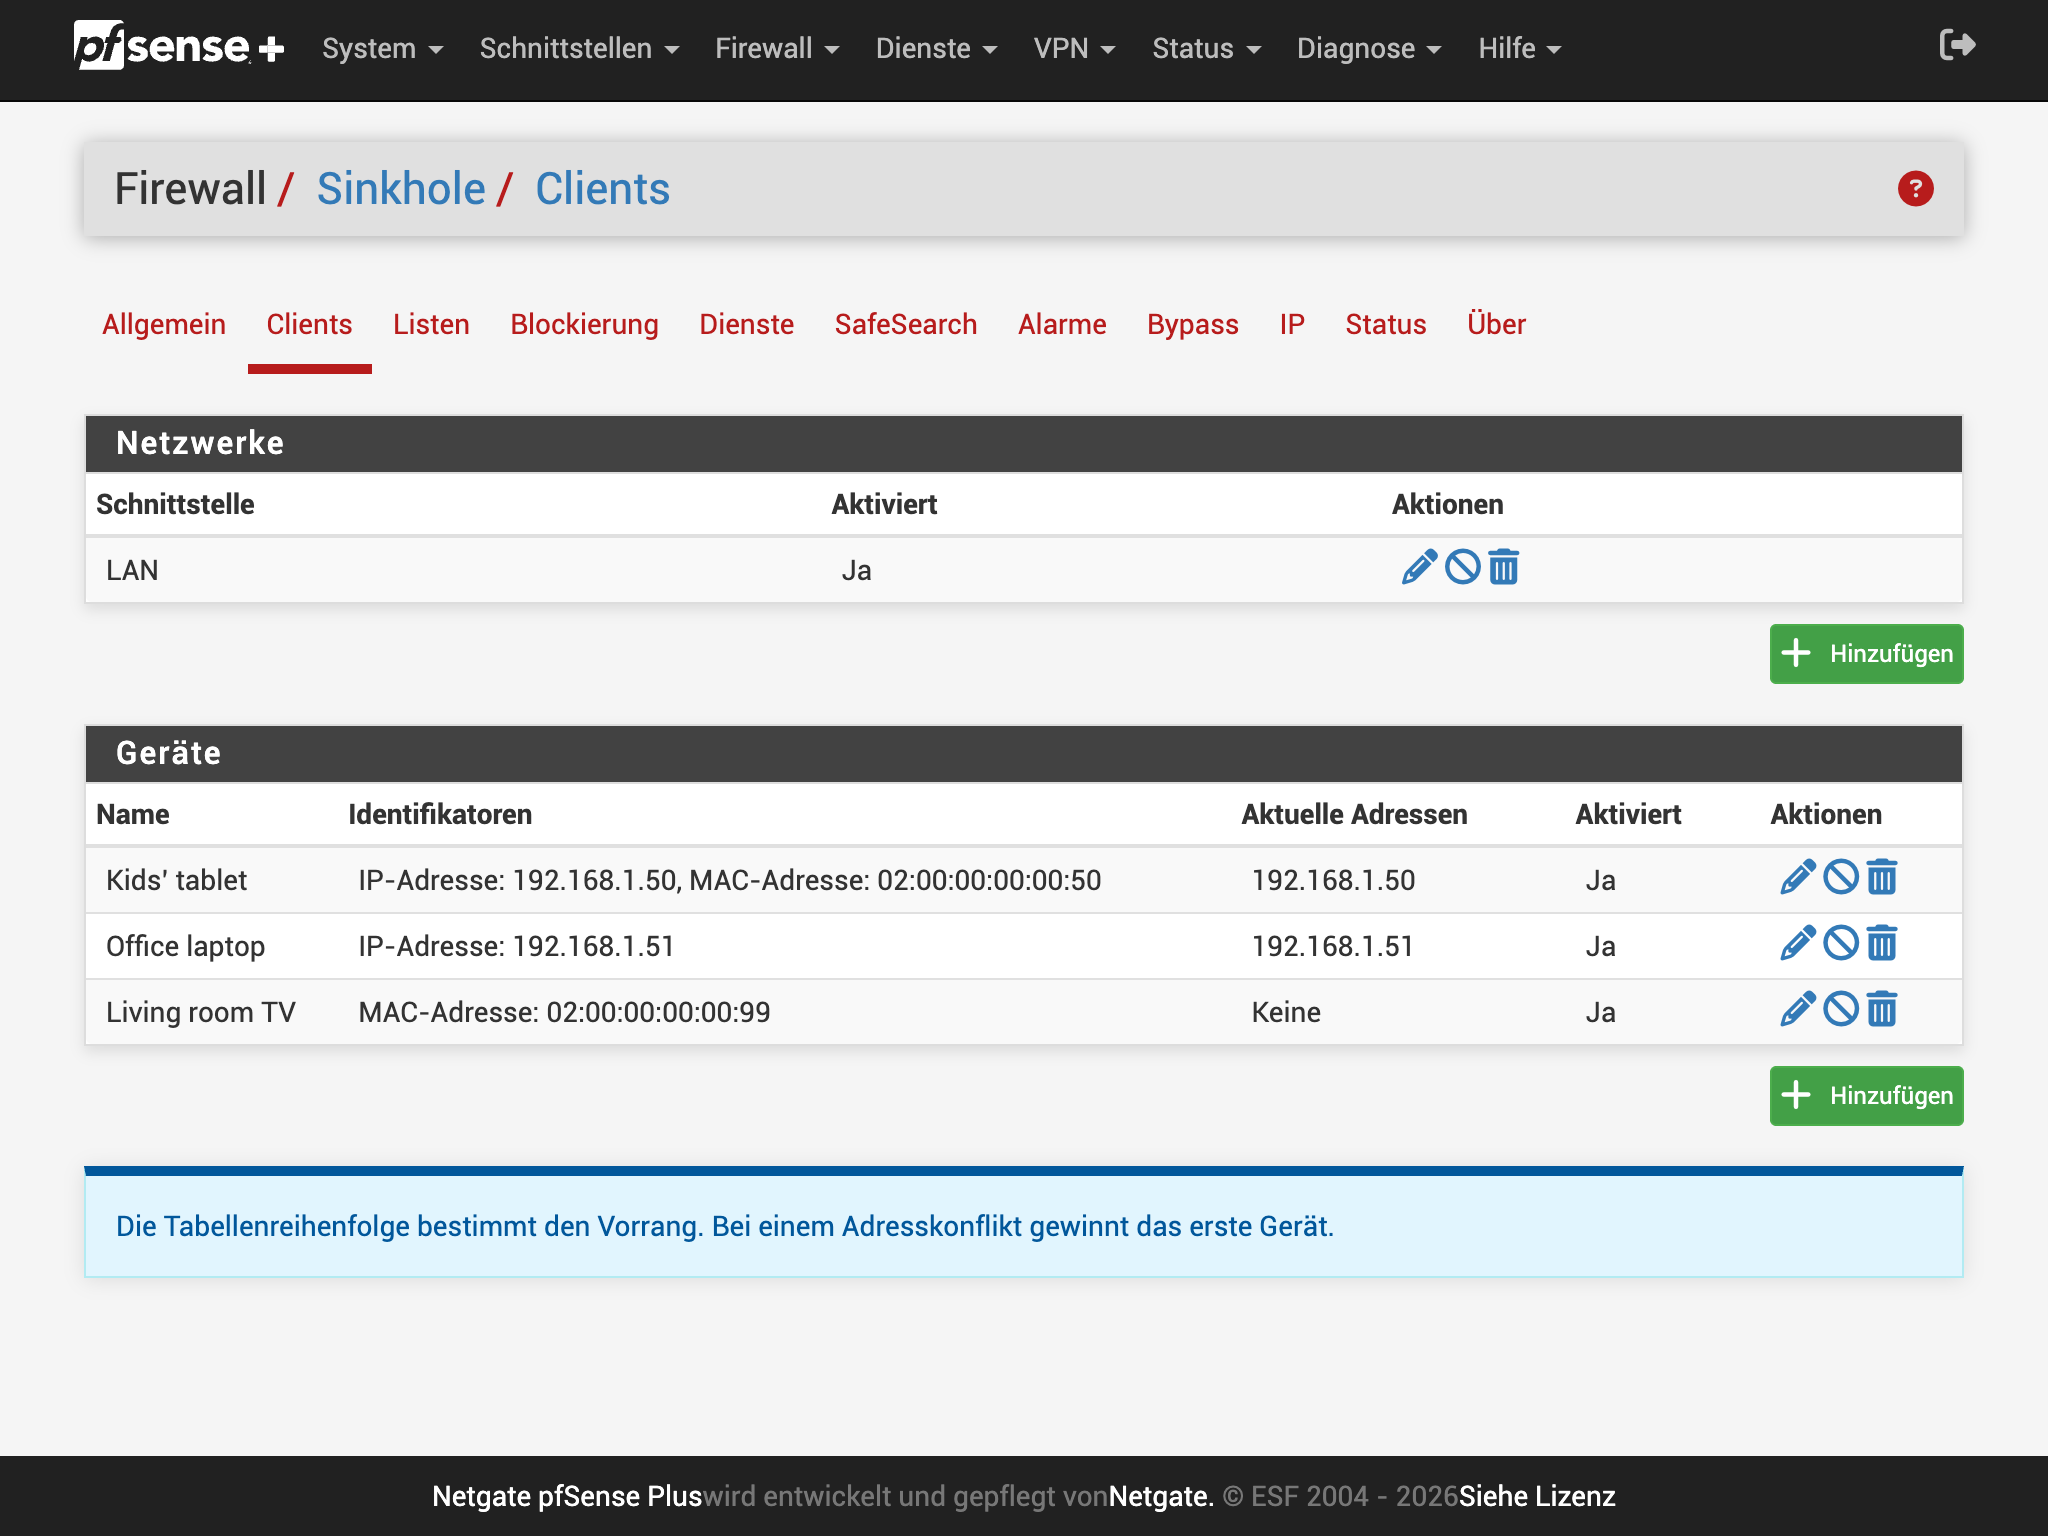 pfsense+ System Schnittstellen Firewall Dienste VPN Status Diagnose Hilfe
Firewall / Sinkhole / Clients ?
Allgemein Clients Listen Blockierung Dienste SafeSearch Alarme Bypass IP Status Über
Netzwerke
Schnittstelle Aktiviert Aktionen
LAN Ja
Hinzufügen
Geräte
Name Identifikatoren Aktuelle Adressen Aktiviert Aktionen
Kids' tablet IP-Adresse: 192.168.1.50, MAC-Adresse: 02:00:00:00:00:50 192.168.1.50 Ja
Office laptop IP-Adresse: 192.168.1.51 192.168.1.51 Ja
Living room TV MAC-Adresse: 02:00:00:00:00:99 Keine Ja
Hinzufügen
Die Tabellenreihenfolge bestimmt den Vorrang. Bei einem Adresskonflikt gewinnt das erste Gerät.
Netgate pfSense Pluswird entwickelt und gepflegt vonNetgate. © ESF 2004 - 2026Siehe Lizenz